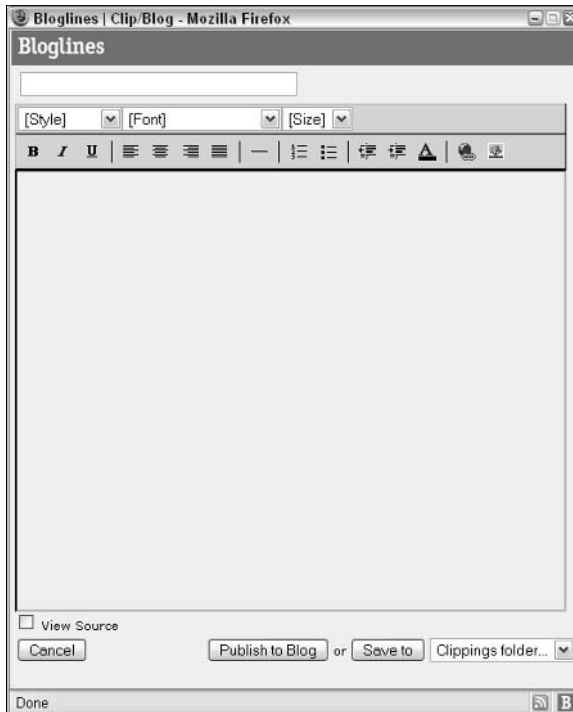 Bloglines | Clip/Blog - Mozilla Firefox
Bloglines
[Style] [Font] [Size]
B I U A
View Source
Cancel Publish to Blog or Save to Clippings folder...
Done B